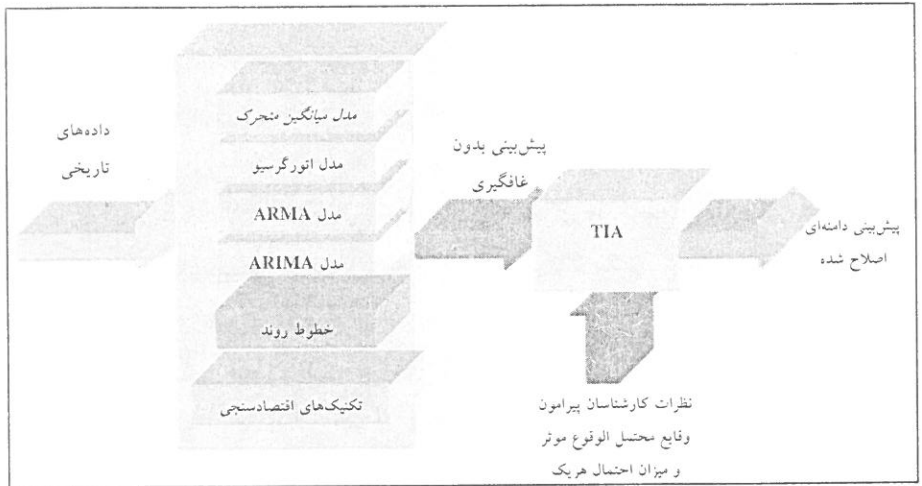 داده‌های
تاریخی
مدل میانگین متحرک
مدل اتورگرسیو
مدل ARMA
مدل ARIMA
خطوط روند
تکنیک‌های اقتصادسنجی
پیش‌بینی بدون
غافگیری
TIA
پیش‌بینی دامنه‌ای
اصلاح شده
نظرات کارشناسان پیرامون
وقایع محتمل الوقوع موثر
و میزان احتمال هریک